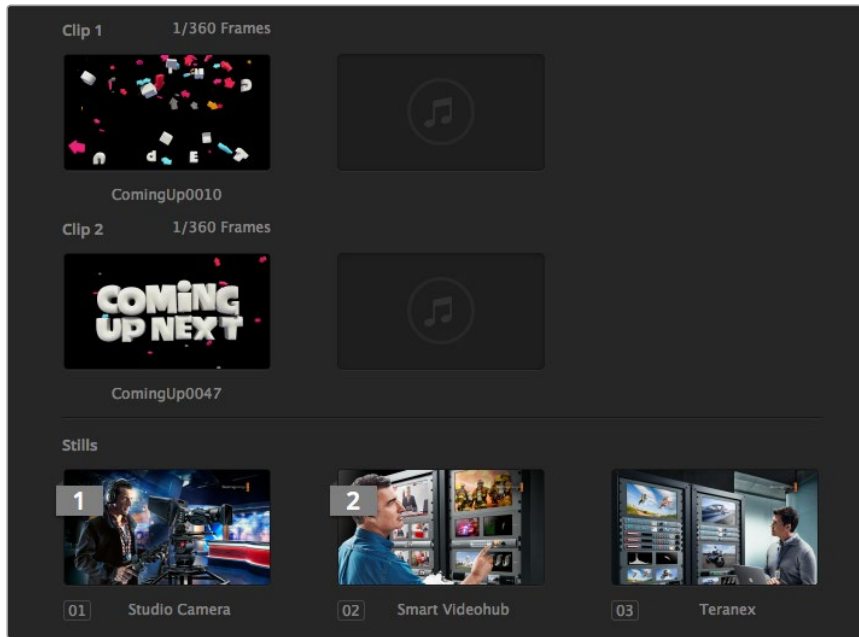 Clip 1 1/360 Frames
ComingUp0010
Clip 2 1/360 Frames
COMiNG
UP NEXT
ComingUp0047
Stills
1 2
01 Studio Camera 02 Smart Videohub 03 Teranex